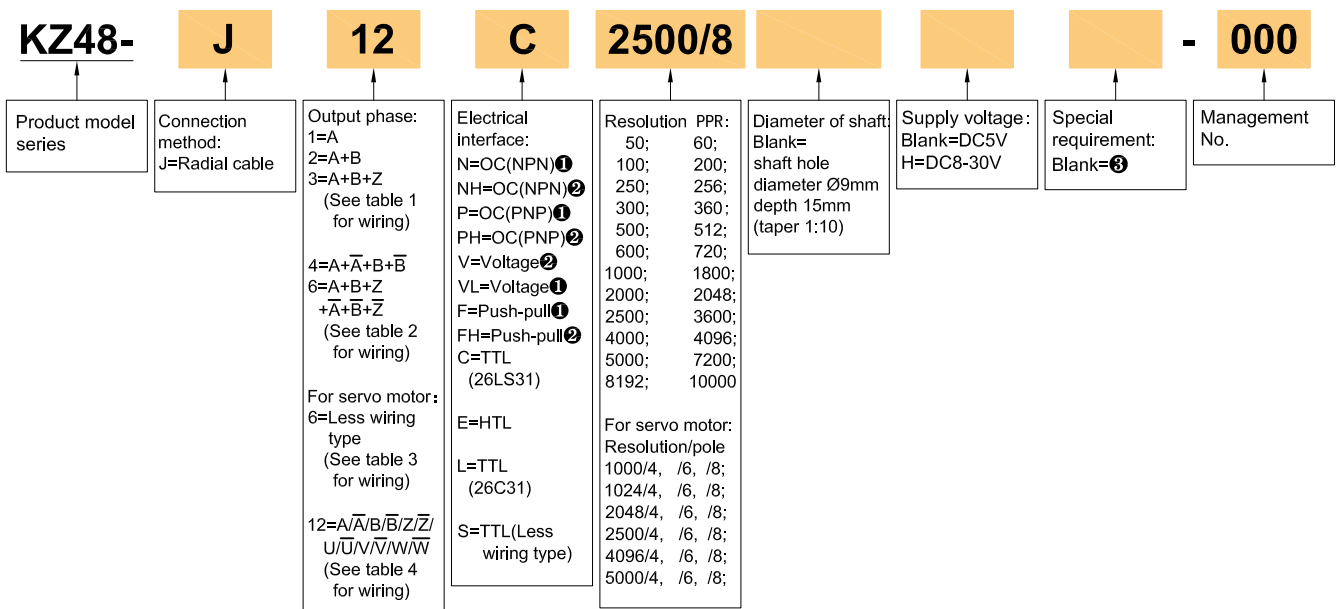 KZ48- J 12 C 2500/8 - 000
Product model
series
Connection
method:
J=Radial cable
Output phase:
1=A
2=A+B
3=A+B+Z
(See table 1
for wiring)
4=A+A̅+B+B̅
6=A+B+Z
+A̅+B̅+Z̅
(See table 2
for wiring)
For servo motor:
6=Less wiring
type
(See table 3
for wiring)
12=A/A̅/B/B̅/Z/Z̅/
U/U̅/V/V̅/W/W̅
(See table 4
for wiring)
Electrical
interface:
N=OC(NPN)❶
NH=OC(NPN)❷
P=OC(PNP)❶
PH=OC(PNP)❷
V=Voltage❷
VL=Voltage❶
F=Push-pull❶
FH=Push-pull❷
C=TTL
(26LS31)
E=HTL
L=TTL
(26C31)
S=TTL(Less
wiring type)
Resolution PPR:
50; 60;
100; 200;
250; 256;
300; 360;
500; 512;
600; 720;
1000; 1800;
2000; 2048;
2500; 3600;
4000; 4096;
5000; 7200;
8192; 10000
For servo motor:
Resolution/pole
1000/4, /6, /8;
1024/4, /6, /8;
2048/4, /6, /8;
2500/4, /6, /8;
4096/4, /6, /8;
5000/4, /6, /8;
Diameter of shaft:
Blank=
shaft hole
diameter Ø9mm
depth 15mm
(taper 1:10)
Supply voltage:
Blank=DC5V
H=DC8-30V
Special
requirement:
Blank=❸
Management
No.